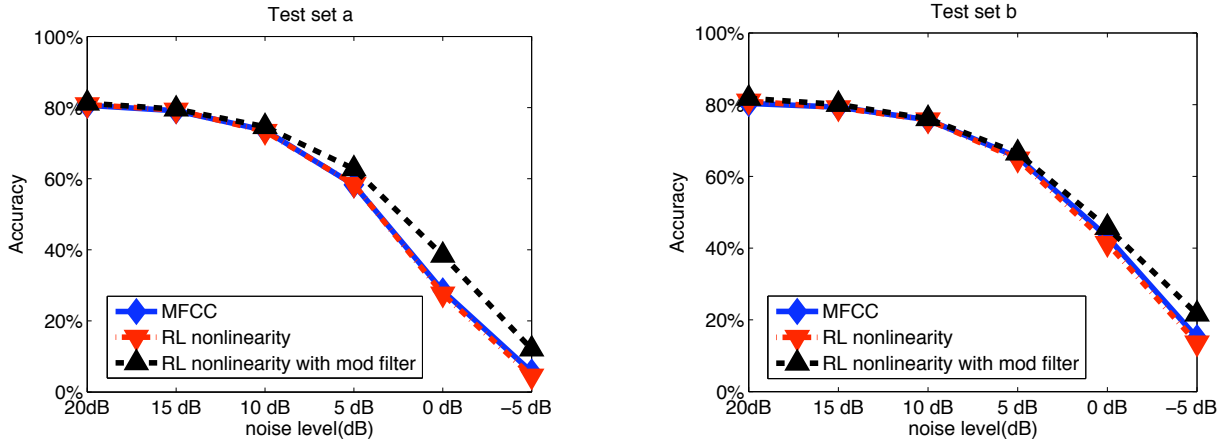 Test set a
100%
80%
60%
40%
20%
0%
Accuracy
MFCC
RL nonlinearity
RL nonlinearity with mod filter
20dB 15 dB 10 dB 5 dB 0 dB −5 dB
noise level(dB)
Test set b
100%
80%
60%
40%
20%
0%
Accuracy
MFCC
RL nonlinearity
RL nonlinearity with mod filter
20dB 15 dB 10 dB 5 dB 0 dB −5 dB
noise level(dB)